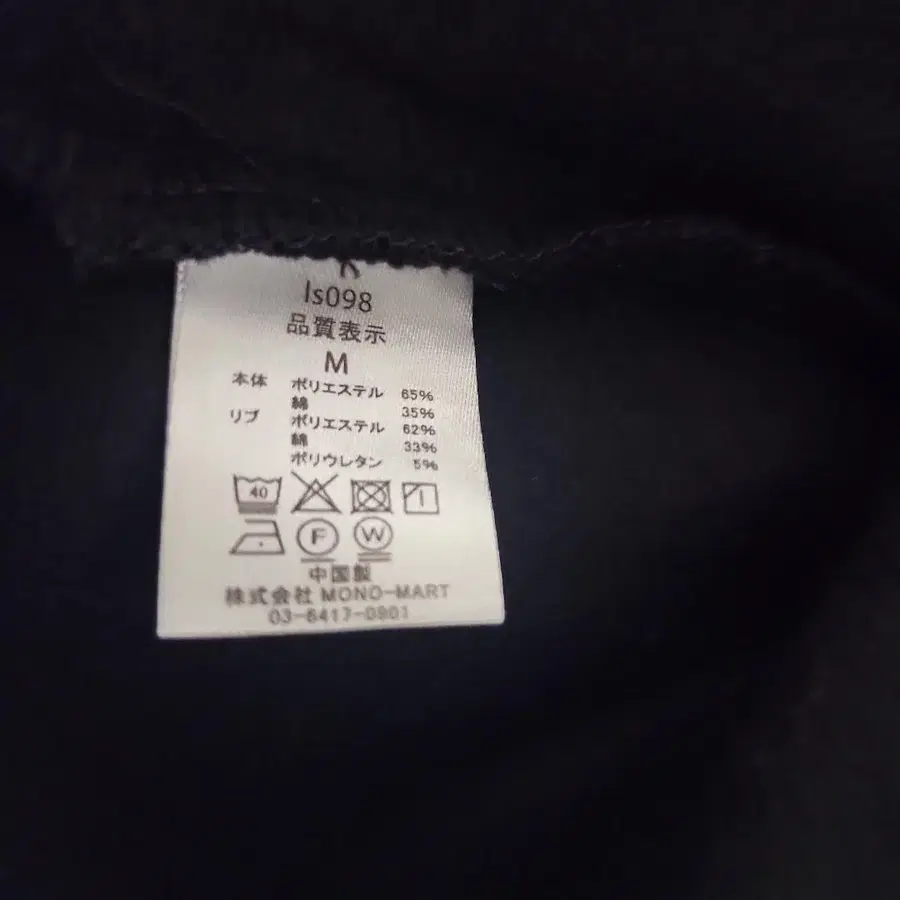 K
ls098
品質表示
M
本体 ポリエステル 65%
綿 35%
リブ ポリエステル 62%
綿 33%
ポリウレタン 5%
40
F W
中国製
株式会社 MONO-MART
03-6417-0901